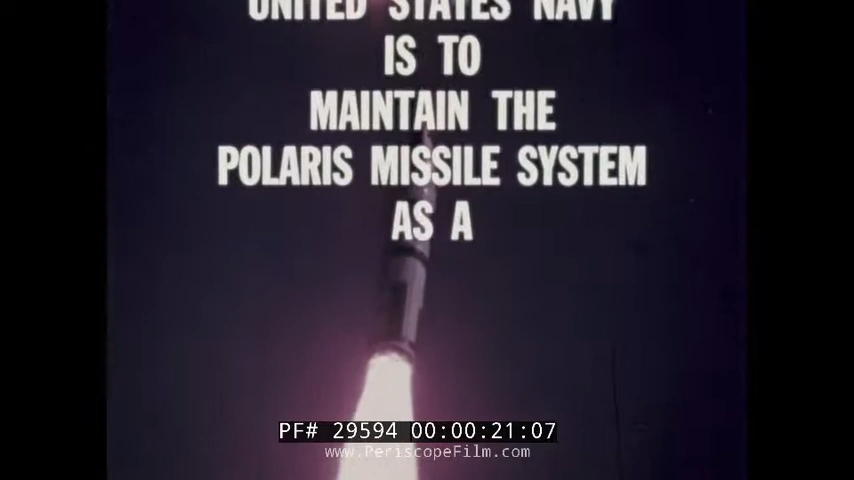 UNITED STATES NAVY
IS TO
MAINTAIN THE
POLARIS MISSILE SYSTEM
AS A
PF# 29594 00:00:21:07
www.PeriscopeFilm.com